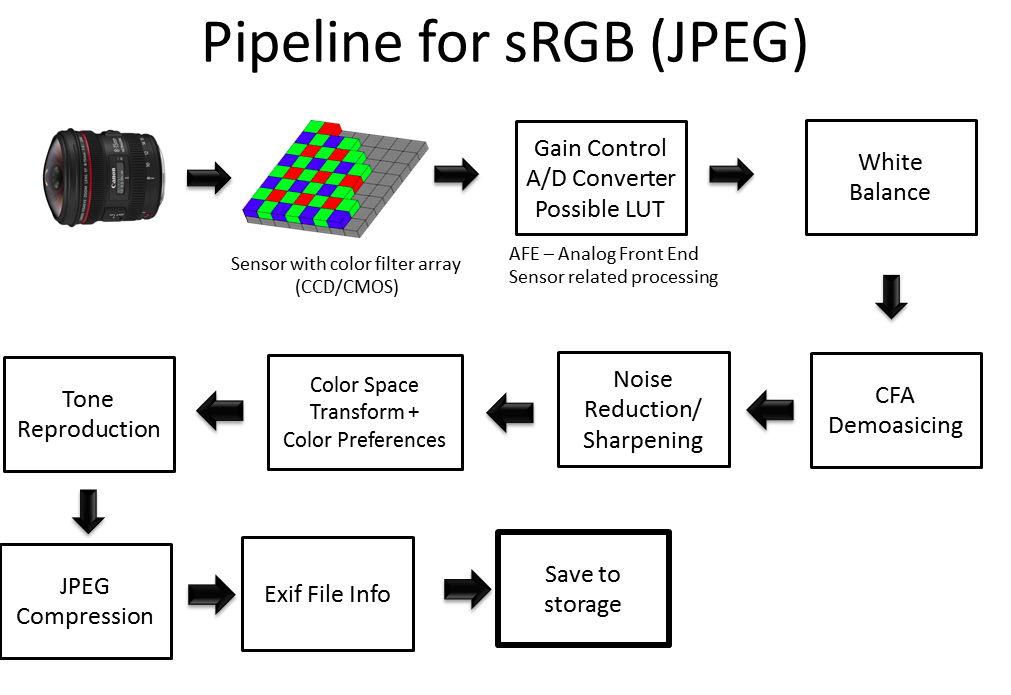 Pipeline for sRGB (JPEG)
Canon
Gain Control
A/D Converter
Possible LUT
White
Balance
Sensor with color filter array
(CCD/CMOS)
AFE – Analog Front End
Sensor related processing
Tone
Reproduction
Color Space
Transform +
Color Preferences
Noise
Reduction/
Sharpening
CFA
Demoasicing
JPEG
Compression
Exif File Info
Save to
storage